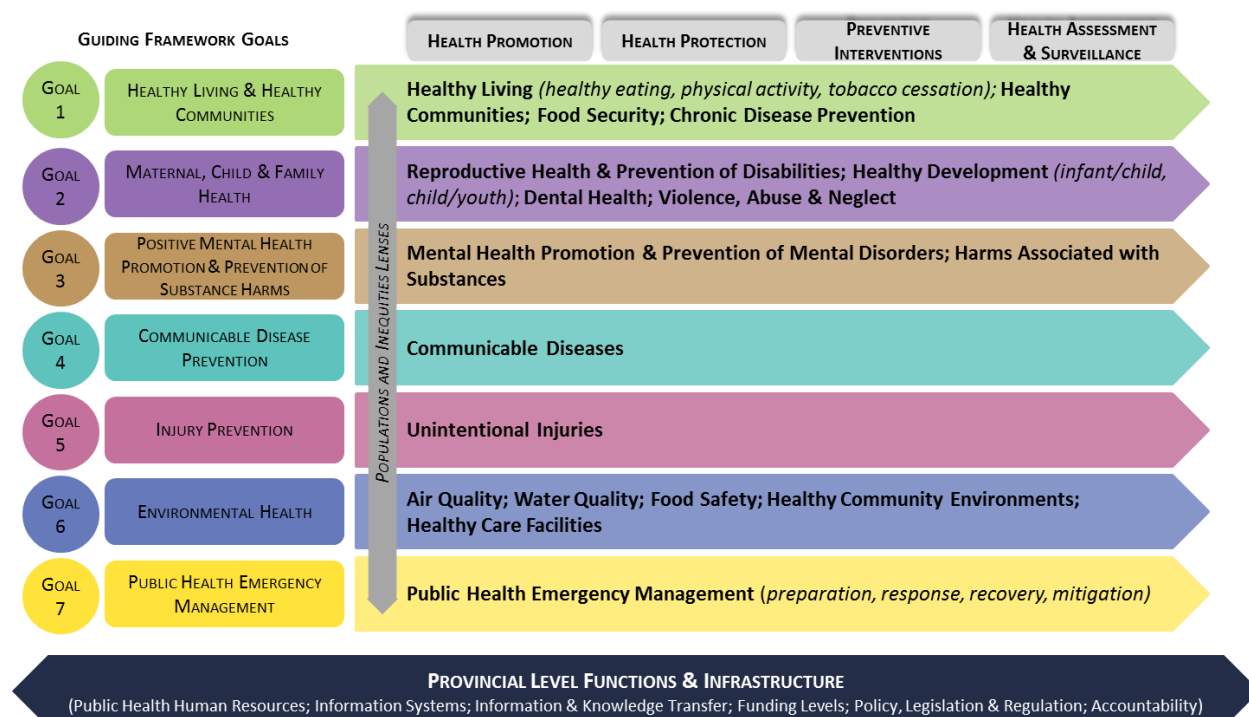 GUIDING FRAMEWORK GOALS
HEALTH PROMOTION
HEALTH PROTECTION
PREVENTIVE
INTERVENTIONS
HEALTH ASSESSMENT
& SURVEILLANCE
GOAL
1
HEALTHY LIVING & HEALTHY
COMMUNITIES
Healthy Living (healthy eating, physical activity, tobacco cessation); Healthy
Communities; Food Security; Chronic Disease Prevention
GOAL
2
MATERNAL, CHILD & FAMILY
HEALTH
Reproductive Health & Prevention of Disabilities; Healthy Development (infant/child,
child/youth); Dental Health; Violence, Abuse & Neglect
GOAL
3
POSITIVE MENTAL HEALTH
PROMOTION & PREVENTION OF
SUBSTANCE HARMS
Mental Health Promotion & Prevention of Mental Disorders; Harms Associated with
Substances
GOAL
4
COMMUNICABLE DISEASE
PREVENTION
Communicable Diseases
GOAL
5
INJURY PREVENTION
Unintentional Injuries
GOAL
6
ENVIRONMENTAL HEALTH
Air Quality; Water Quality; Food Safety; Healthy Community Environments;
Healthy Care Facilities
GOAL
7
PUBLIC HEALTH EMERGENCY
MANAGEMENT
Public Health Emergency Management (preparation, response, recovery, mitigation)
POPULATIONS AND INEQUITIES LENSES
PROVINCIAL LEVEL FUNCTIONS & INFRASTRUCTURE
(Public Health Human Resources; Information Systems; Information & Knowledge Transfer; Funding Levels; Policy, Legislation & Regulation; Accountability)